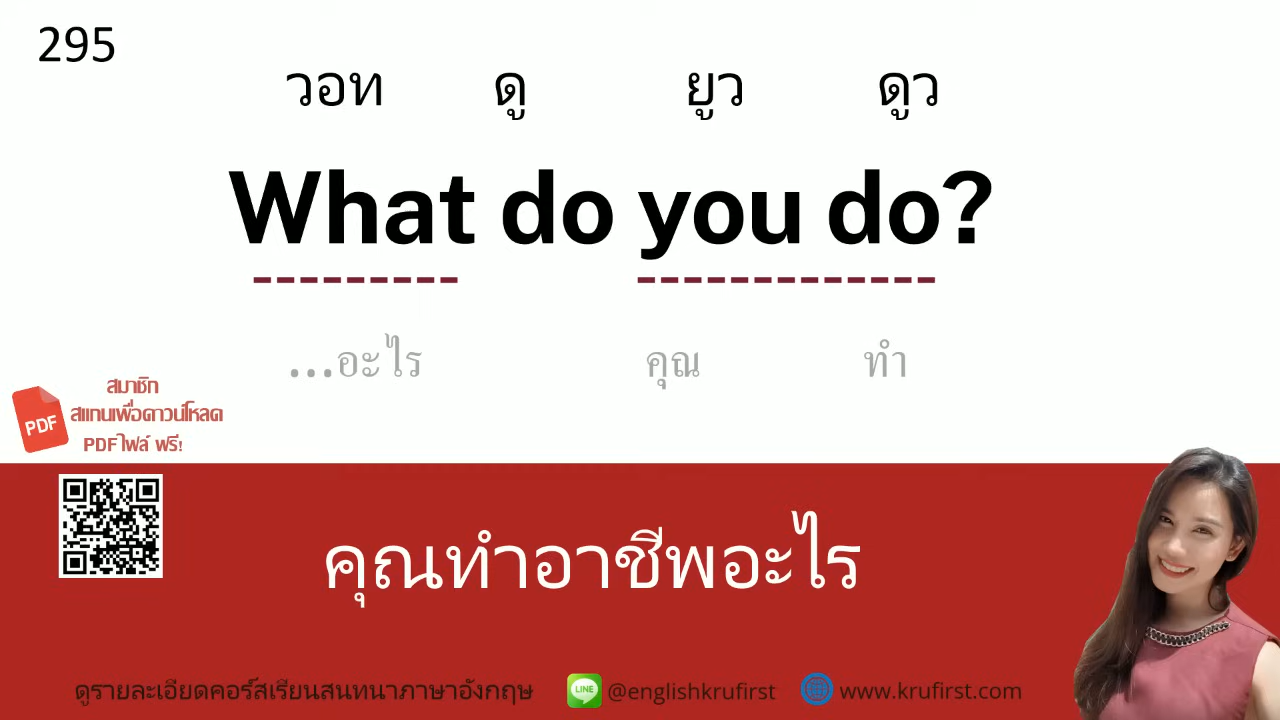 295
วอท ดู ยูว ดูว
What do you do?
...อะไร คุณ ทำ
สมาชิก
สแกนเพื่อดาวน์โหลด
PDF
PDFไฟล์ ฟรี!
คุณทำอาชีพอะไร
ดูรายละเอียดคอร์สเรียนสนทนาภาษาอังกฤษ LINE @englishkrufirst www.krufirst.com